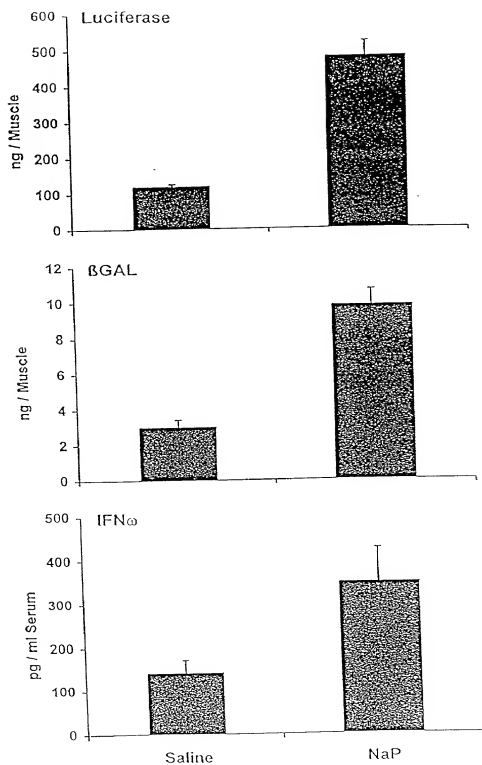 Luciferase
600
500
400
300
200
100
0
ng / Muscle
ßGAL
12
10
8
6
4
2
0
ng / Muscle
IFNω
500
400
300
200
100
0
pg / ml Serum
Saline NaP